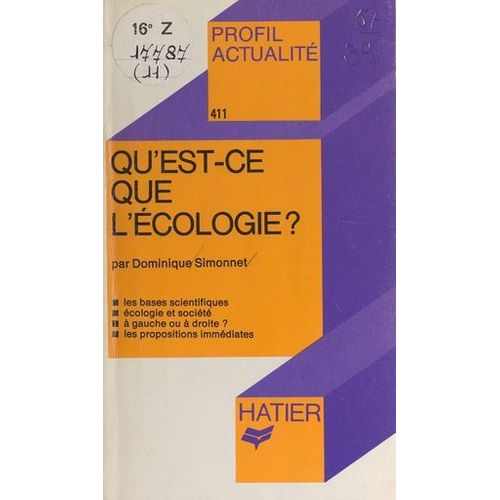 16° Z
17787
(11)
PROFIL
ACTUALITÉ
411
QU'EST-CE
QUE
L'ÉCOLOGIE?
par Dominique Simonnet
les bases scientifiques
écologie et société
à gauche ou à droite ?
les propositions immédiates
HATIER